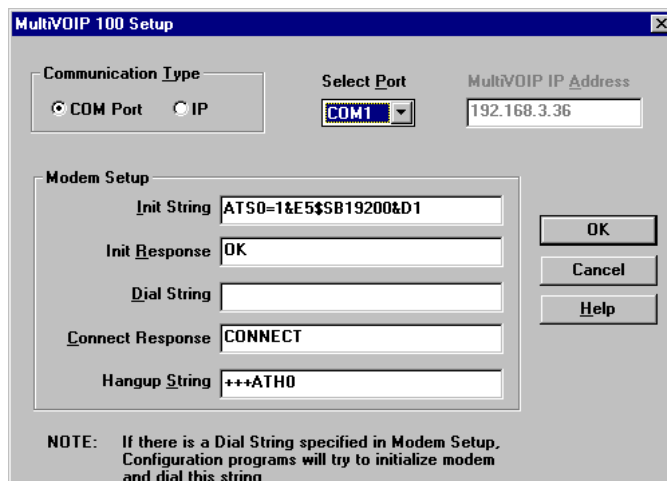 MultiVOIP 100 Setup
Communication Type
COM Port
IP
Select Port
COM1
MultiVOIP IP Address
192.168.3.36
Modem Setup
Init String
ATS0=1&E5$SB19200&D1
Init Response
OK
Dial String
Connect Response
CONNECT
Hangup String
+++ATH0
OK
Cancel
Help
NOTE: If there is a Dial String specified in Modem Setup,
Configuration programs will try to initialize modem
and dial this string